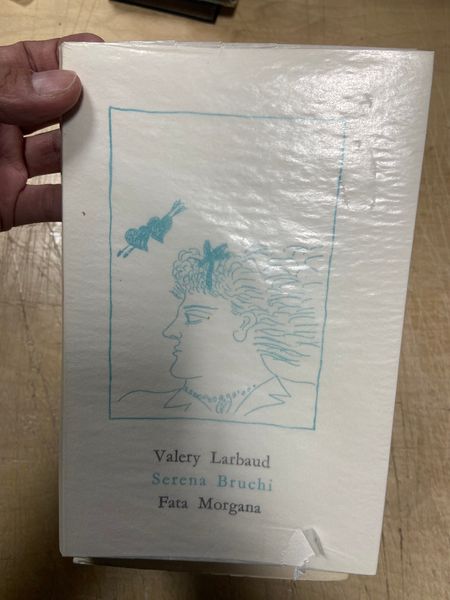 Valery Larbaud
Serena Bruchi
Fata Morgana